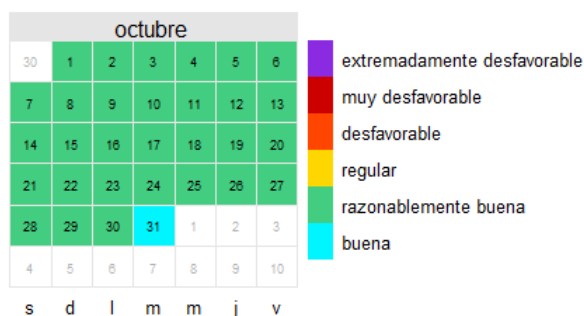 octubre
30 1 2 3 4 5 6
7 8 9 10 11 12 13
14 15 16 17 18 19 20
21 22 23 24 25 26 27
28 29 30 31 1 2 3
4 5 6 7 8 9 10
s d l m m j v
extremadamente desfavorable
muy desfavorable
desfavorable
regular
razonablemente buena
buena